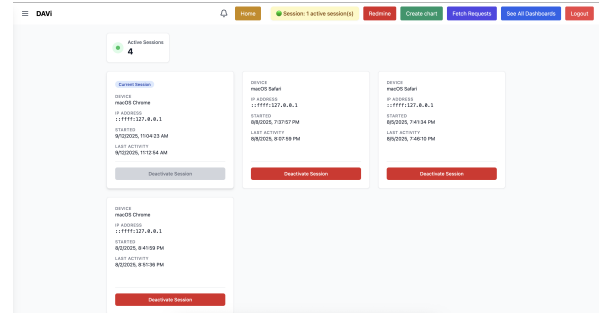 DAVi
Home
Session: 1 active session(s)
Redmine
Create chart
Fetch Requests
See All Dashboards
Logout
Active Sessions
4
Current Session
DEVICE
macOS Chrome
IP ADDRESS
::ffff:127.0.0.1
STARTED
9/12/2025, 11:04:23 AM
LAST ACTIVITY
9/12/2025, 11:12:54 AM
Deactivate Session
DEVICE
macOS Safari
IP ADDRESS
::ffff:127.0.0.1
STARTED
8/8/2025, 7:37:57 PM
LAST ACTIVITY
8/8/2025, 8:07:59 PM
Deactivate Session
DEVICE
macOS Safari
IP ADDRESS
::ffff:127.0.0.1
STARTED
8/5/2025, 7:41:34 PM
LAST ACTIVITY
8/5/2025, 7:46:10 PM
Deactivate Session
DEVICE
macOS Chrome
IP ADDRESS
::ffff:127.0.0.1
STARTED
8/2/2025, 8:41:59 PM
LAST ACTIVITY
8/2/2025, 8:51:36 PM
Deactivate Session